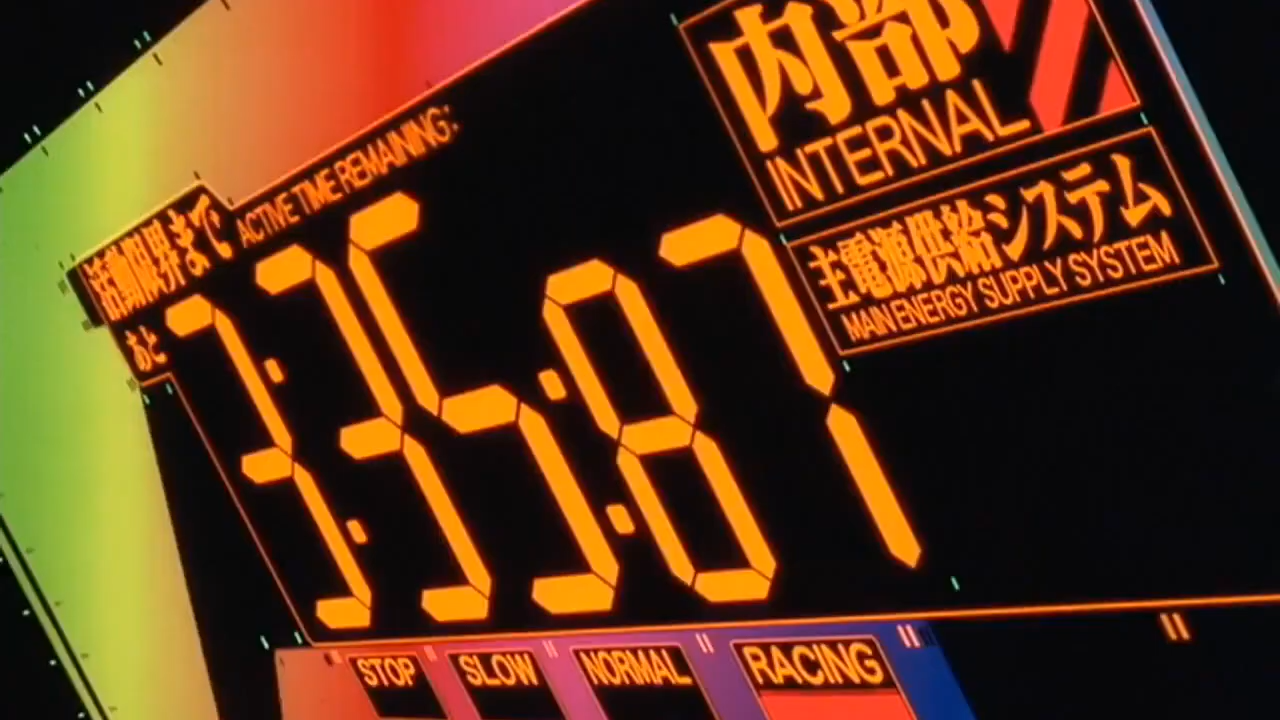 内部
INTERNAL
主電源供給システム
MAIN ENERGY SUPPLY SYSTEM
活動限界まで
ACTIVE TIME REMAINING:
あと
3:35:87
STOP
SLOW
NORMAL
RACING